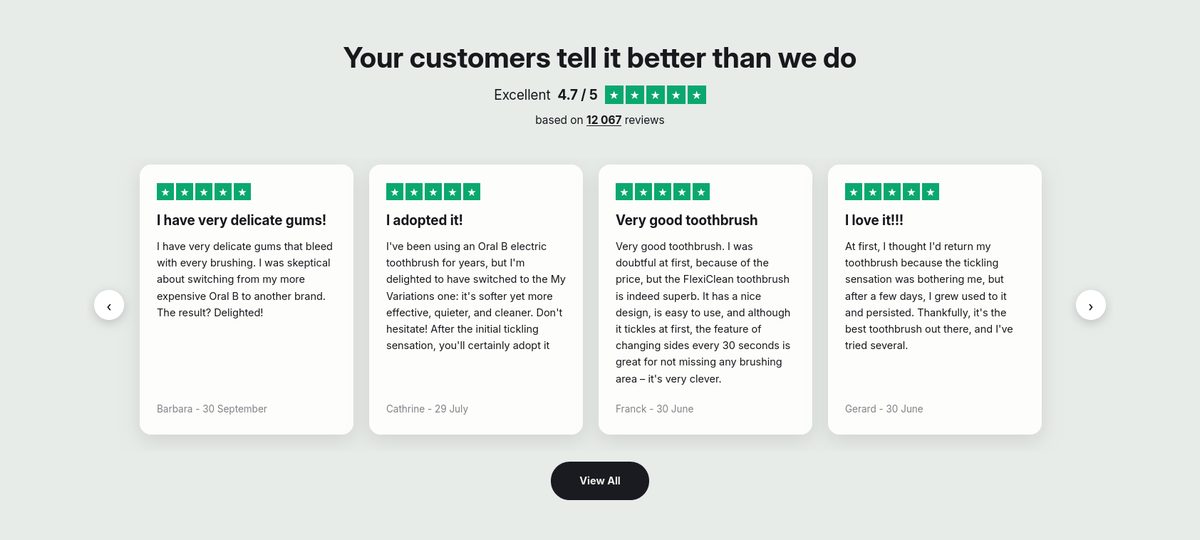 Your customers tell it better than we do
Excellent 4.7 / 5
based on 12 067 reviews
I have very delicate gums!
I have very delicate gums that bleed
with every brushing. I was skeptical
about switching from my more
expensive Oral B to another brand.
The result? Delighted!
Barbara - 30 September
I adopted it!
I've been using an Oral B electric
toothbrush for years, but I'm
delighted to have switched to the My
Variations one: it's softer yet more
effective, quieter, and cleaner. Don't
hesitate! After the initial tickling
sensation, you'll certainly adopt it
Cathrine - 29 July
Very good toothbrush
Very good toothbrush. I was
doubtful at first, because of the
price, but the FlexiClean toothbrush
is indeed superb. It has a nice
design, is easy to use, and although
it tickles at first, the feature of
changing sides every 30 seconds is
great for not missing any brushing
area – it's very clever.
Franck - 30 June
I love it!!!
At first, I thought I'd return my
toothbrush because the tickling
sensation was bothering me, but
after a few days, I grew used to it
and persisted. Thankfully, it's the
best toothbrush out there, and I've
tried several.
Gerard - 30 June
‹
›
View All